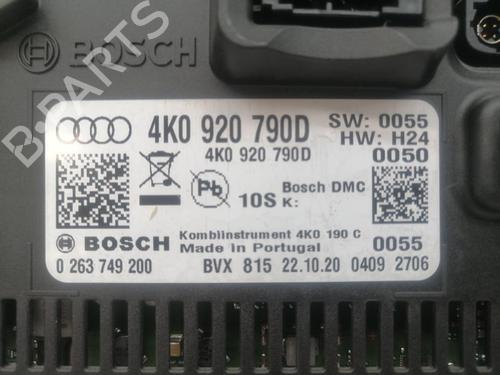 BOSCH
B-PARTS
4K0 920 790D
SW: 0055
HW: H24
4K0 920 790D
0050
Pb
10S
Bosch DMC
K:
BOSCH
Kombiinstrument 4K0 190 C
Made in Portugal
0055
0 263 749 200
BVX 815 22.10.20 0409 2706